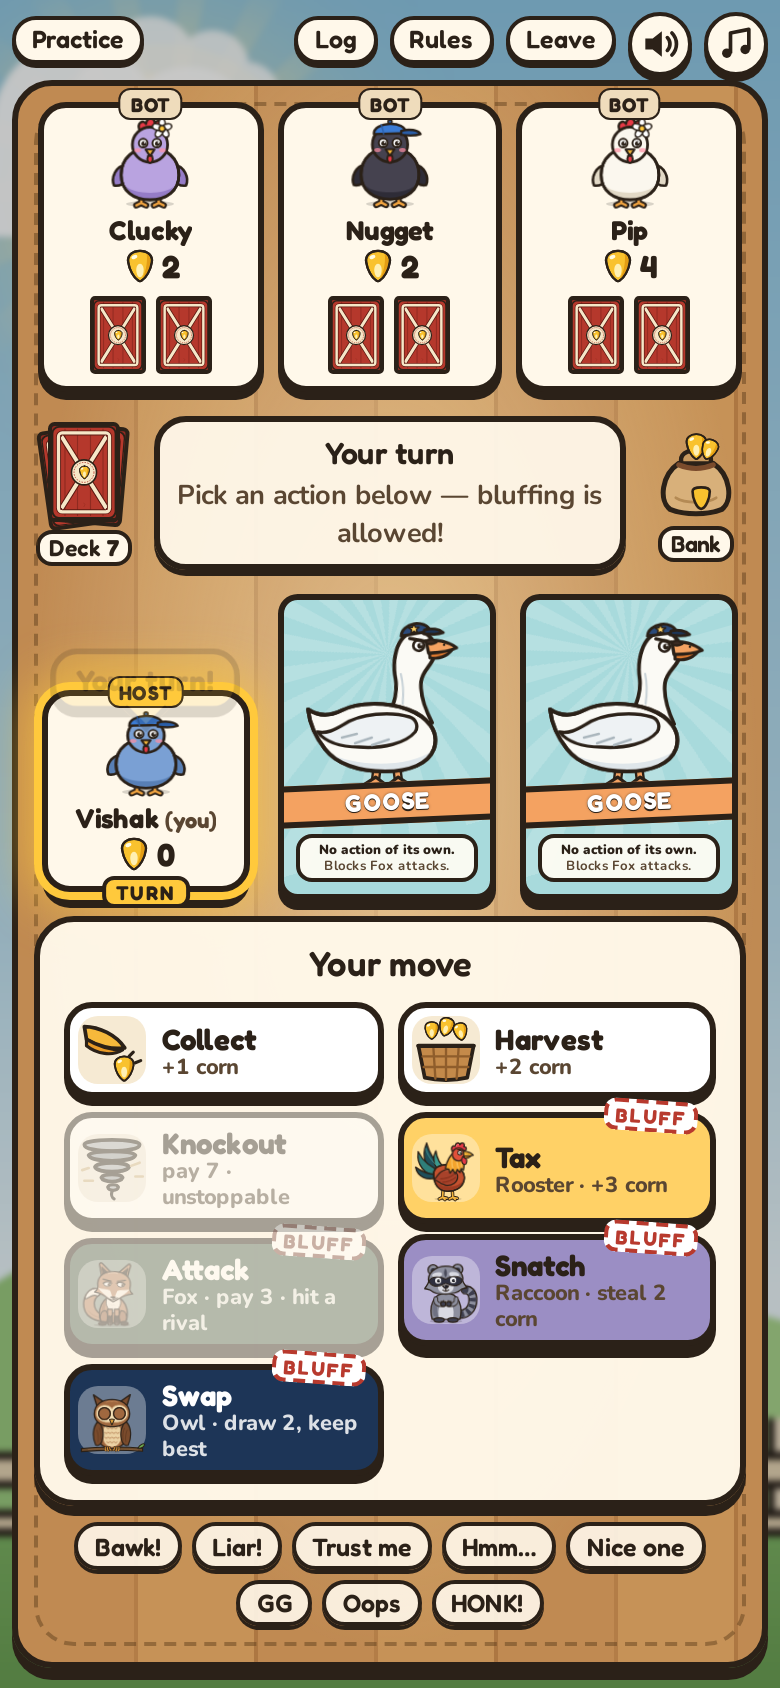 Practice
Log
Rules
Leave
BOT
BOT
BOT
Clucky
Nugget
Pip
2
2
4
Your turn
Pick an action below — bluffing is
allowed!
Deck 7
Bank
Your turn!
HOST
Vishak (you)
0
TURN
GOOSE
No action of its own.
Blocks Fox attacks.
GOOSE
No action of its own.
Blocks Fox attacks.
Your move
Collect
+1 corn
Harvest
+2 corn
Knockout
pay 7 ·
unstoppable
BLUFF
Tax
Rooster · +3 corn
BLUFF
Attack
Fox · pay 3 · hit a
rival
BLUFF
Snatch
Raccoon · steal 2
corn
BLUFF
Swap
Owl · draw 2, keep
best
Bawk!
Liar!
Trust me
Hmm...
Nice one
GG
Oops
HONK!